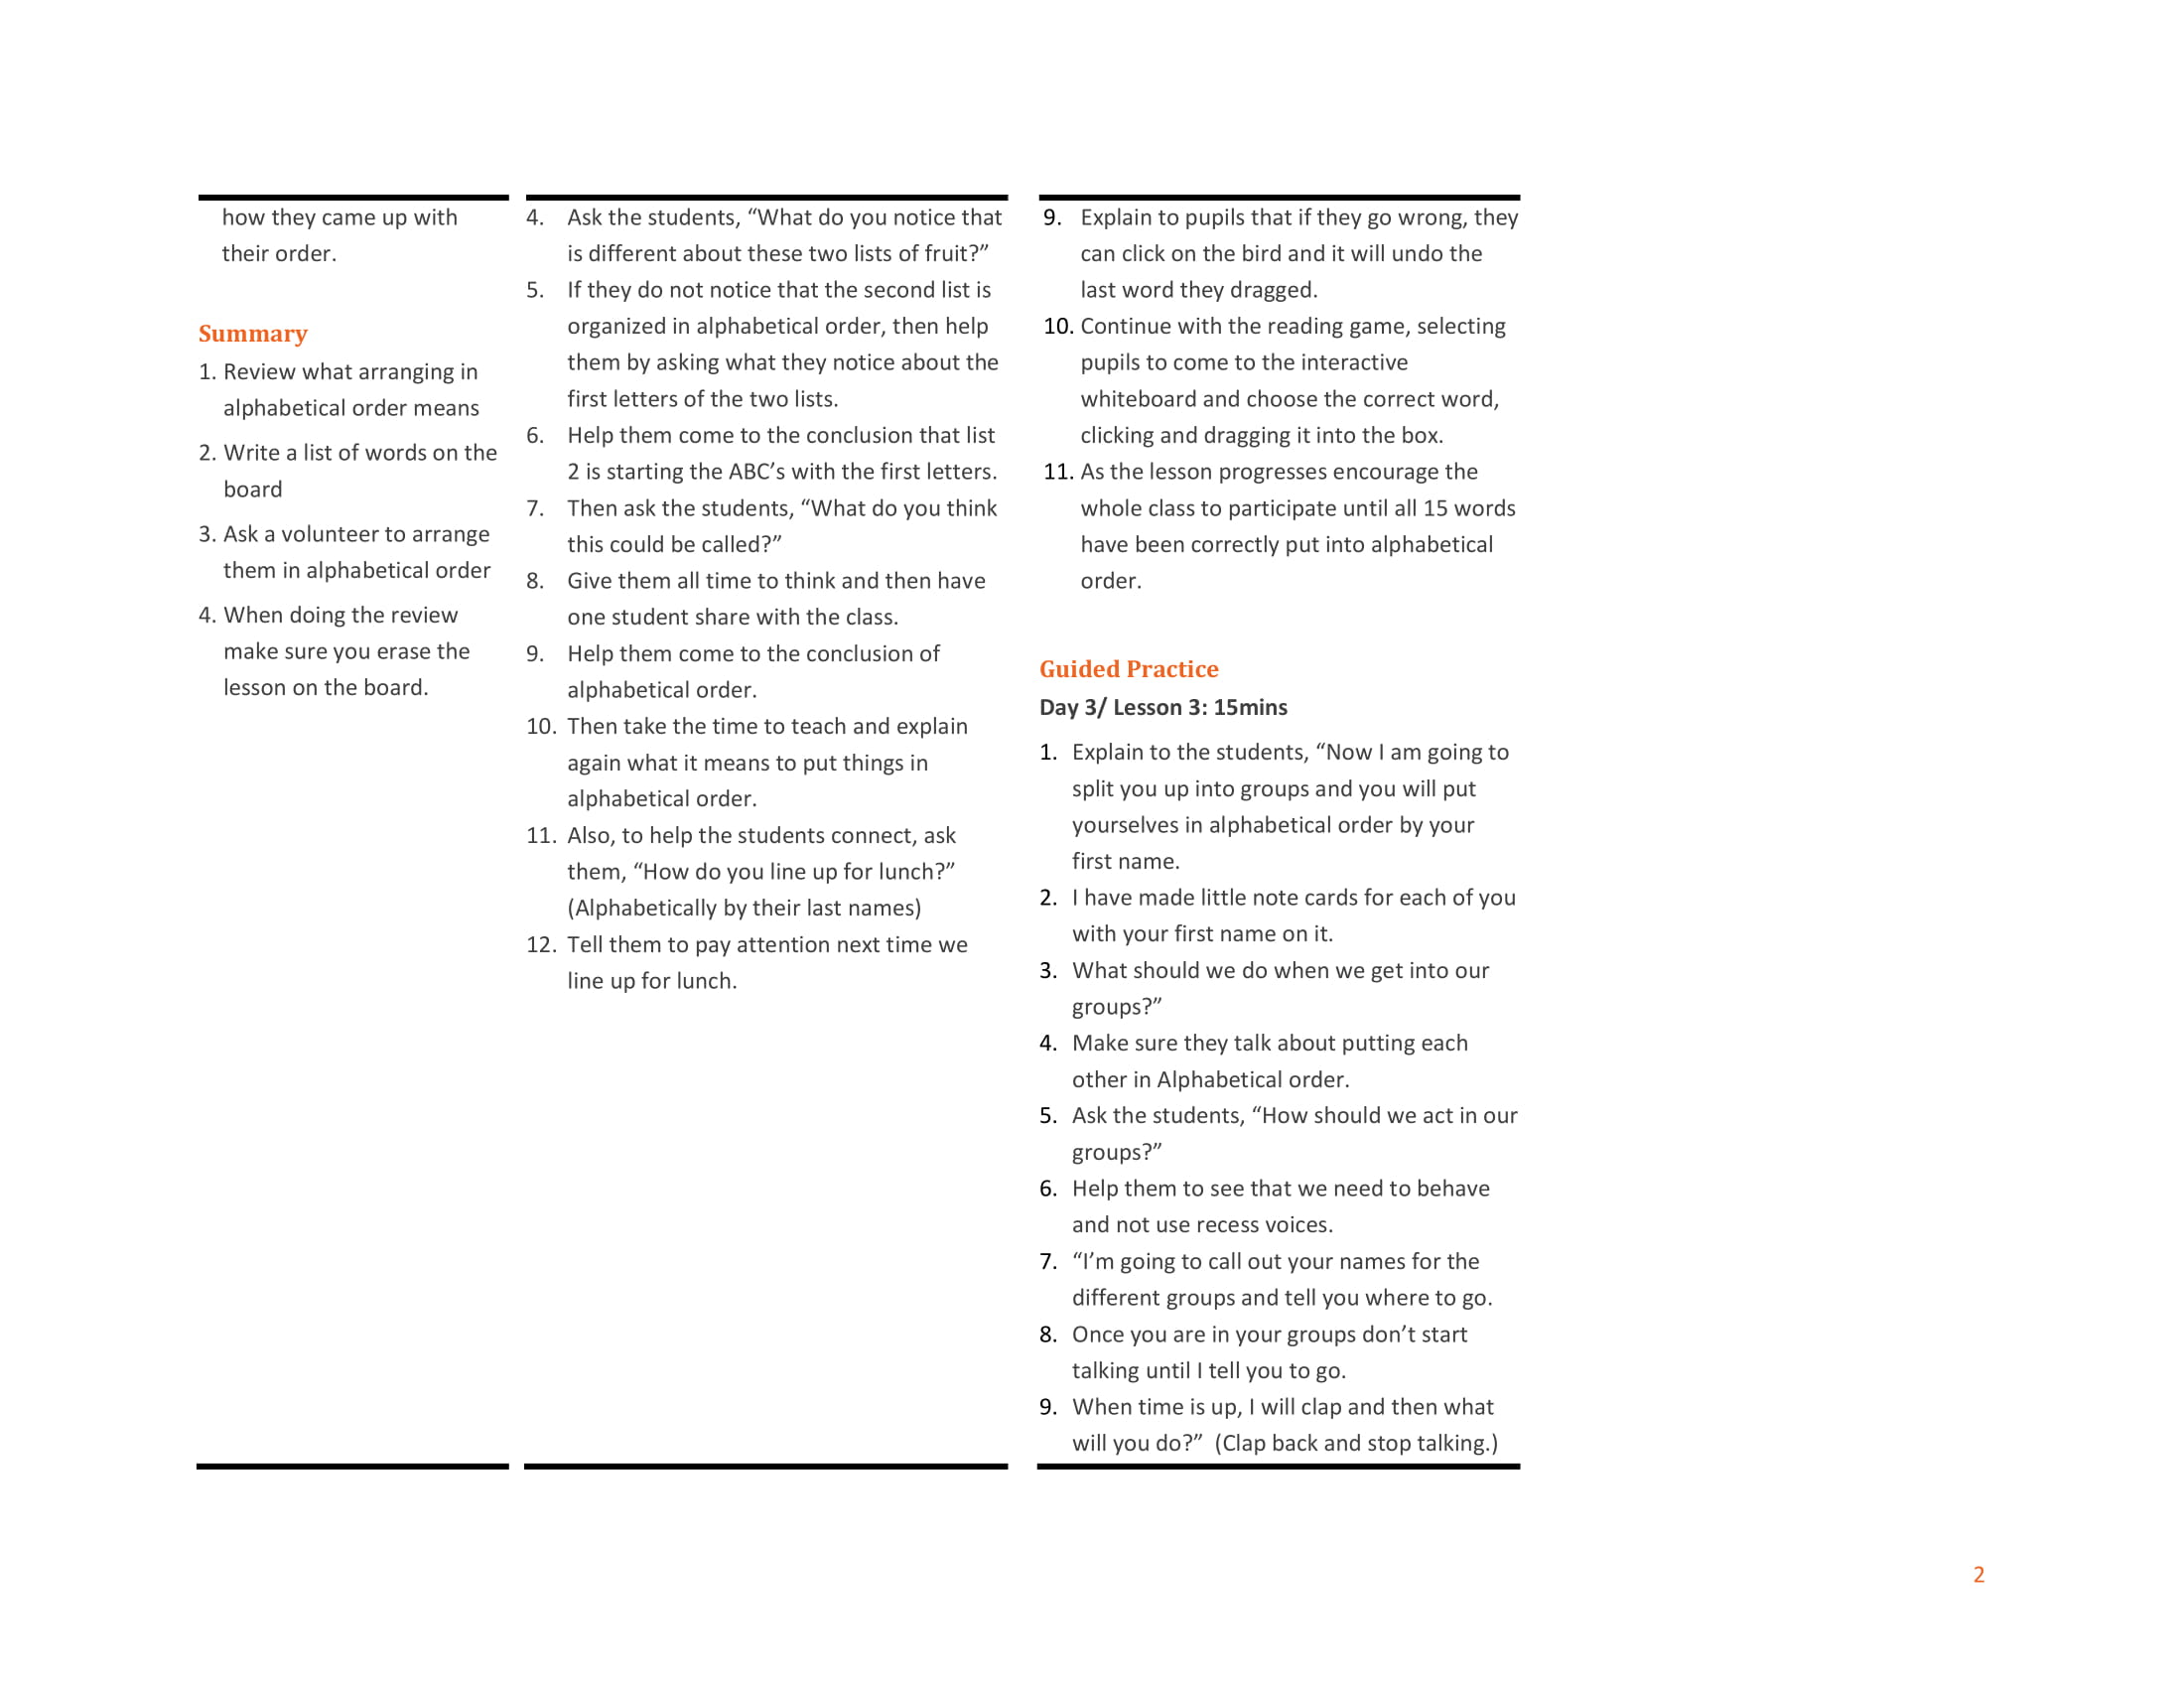 how they came up with
their order.
Summary
1. Review what arranging in
alphabetical order means
2. Write a list of words on the
board
3. Ask a volunteer to arrange
them in alphabetical order
4. When doing the review
make sure you erase the
lesson on the board.
4. Ask the students, “What do you notice that
is different about these two lists of fruit?”
5. If they do not notice that the second list is
organized in alphabetical order, then help
them by asking what they notice about the
first letters of the two lists.
6. Help them come to the conclusion that list
2 is starting the ABC’s with the first letters.
7. Then ask the students, “What do you think
this could be called?”
8. Give them all time to think and then have
one student share with the class.
9. Help them come to the conclusion of
alphabetical order.
10. Then take the time to teach and explain
again what it means to put things in
alphabetical order.
11. Also, to help the students connect, ask
them, “How do you line up for lunch?”
(Alphabetically by their last names)
12. Tell them to pay attention next time we
line up for lunch.
9. Explain to pupils that if they go wrong, they
can click on the bird and it will undo the
last word they dragged.
10. Continue with the reading game, selecting
pupils to come to the interactive
whiteboard and choose the correct word,
clicking and dragging it into the box.
11. As the lesson progresses encourage the
whole class to participate until all 15 words
have been correctly put into alphabetical
order.
Guided Practice
Day 3/ Lesson 3: 15mins
1. Explain to the students, “Now I am going to
split you up into groups and you will put
yourselves in alphabetical order by your
first name.
2. I have made little note cards for each of you
with your first name on it.
3. What should we do when we get into our
groups?”
4. Make sure they talk about putting each
other in Alphabetical order.
5. Ask the students, “How should we act in our
groups?”
6. Help them to see that we need to behave
and not use recess voices.
7. “I’m going to call out your names for the
different groups and tell you where to go.
8. Once you are in your groups don’t start
talking until I tell you to go.
9. When time is up, I will clap and then what
will you do?”  (Clap back and stop talking.)
2